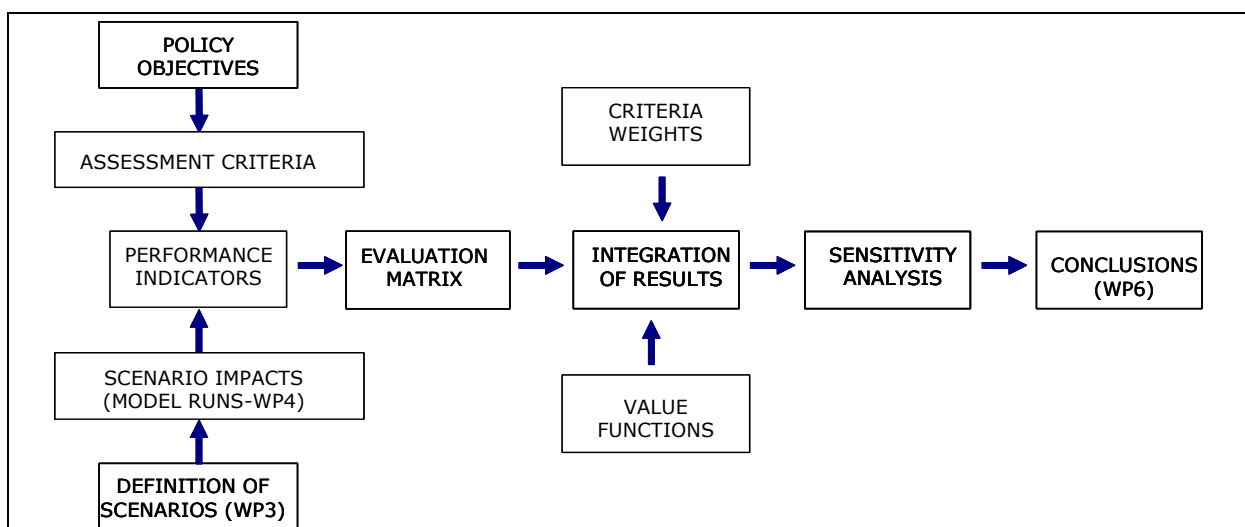 POLICY
OBJECTIVES
ASSESSMENT CRITERIA
PERFORMANCE
INDICATORS
SCENARIO IMPACTS
(MODEL RUNS-WP4)
DEFINITION OF
SCENARIOS (WP3)
EVALUATION
MATRIX
CRITERIA
WEIGHTS
INTEGRATION
OF RESULTS
VALUE
FUNCTIONS
SENSITIVITY
ANALYSIS
CONCLUSIONS
(WP6)